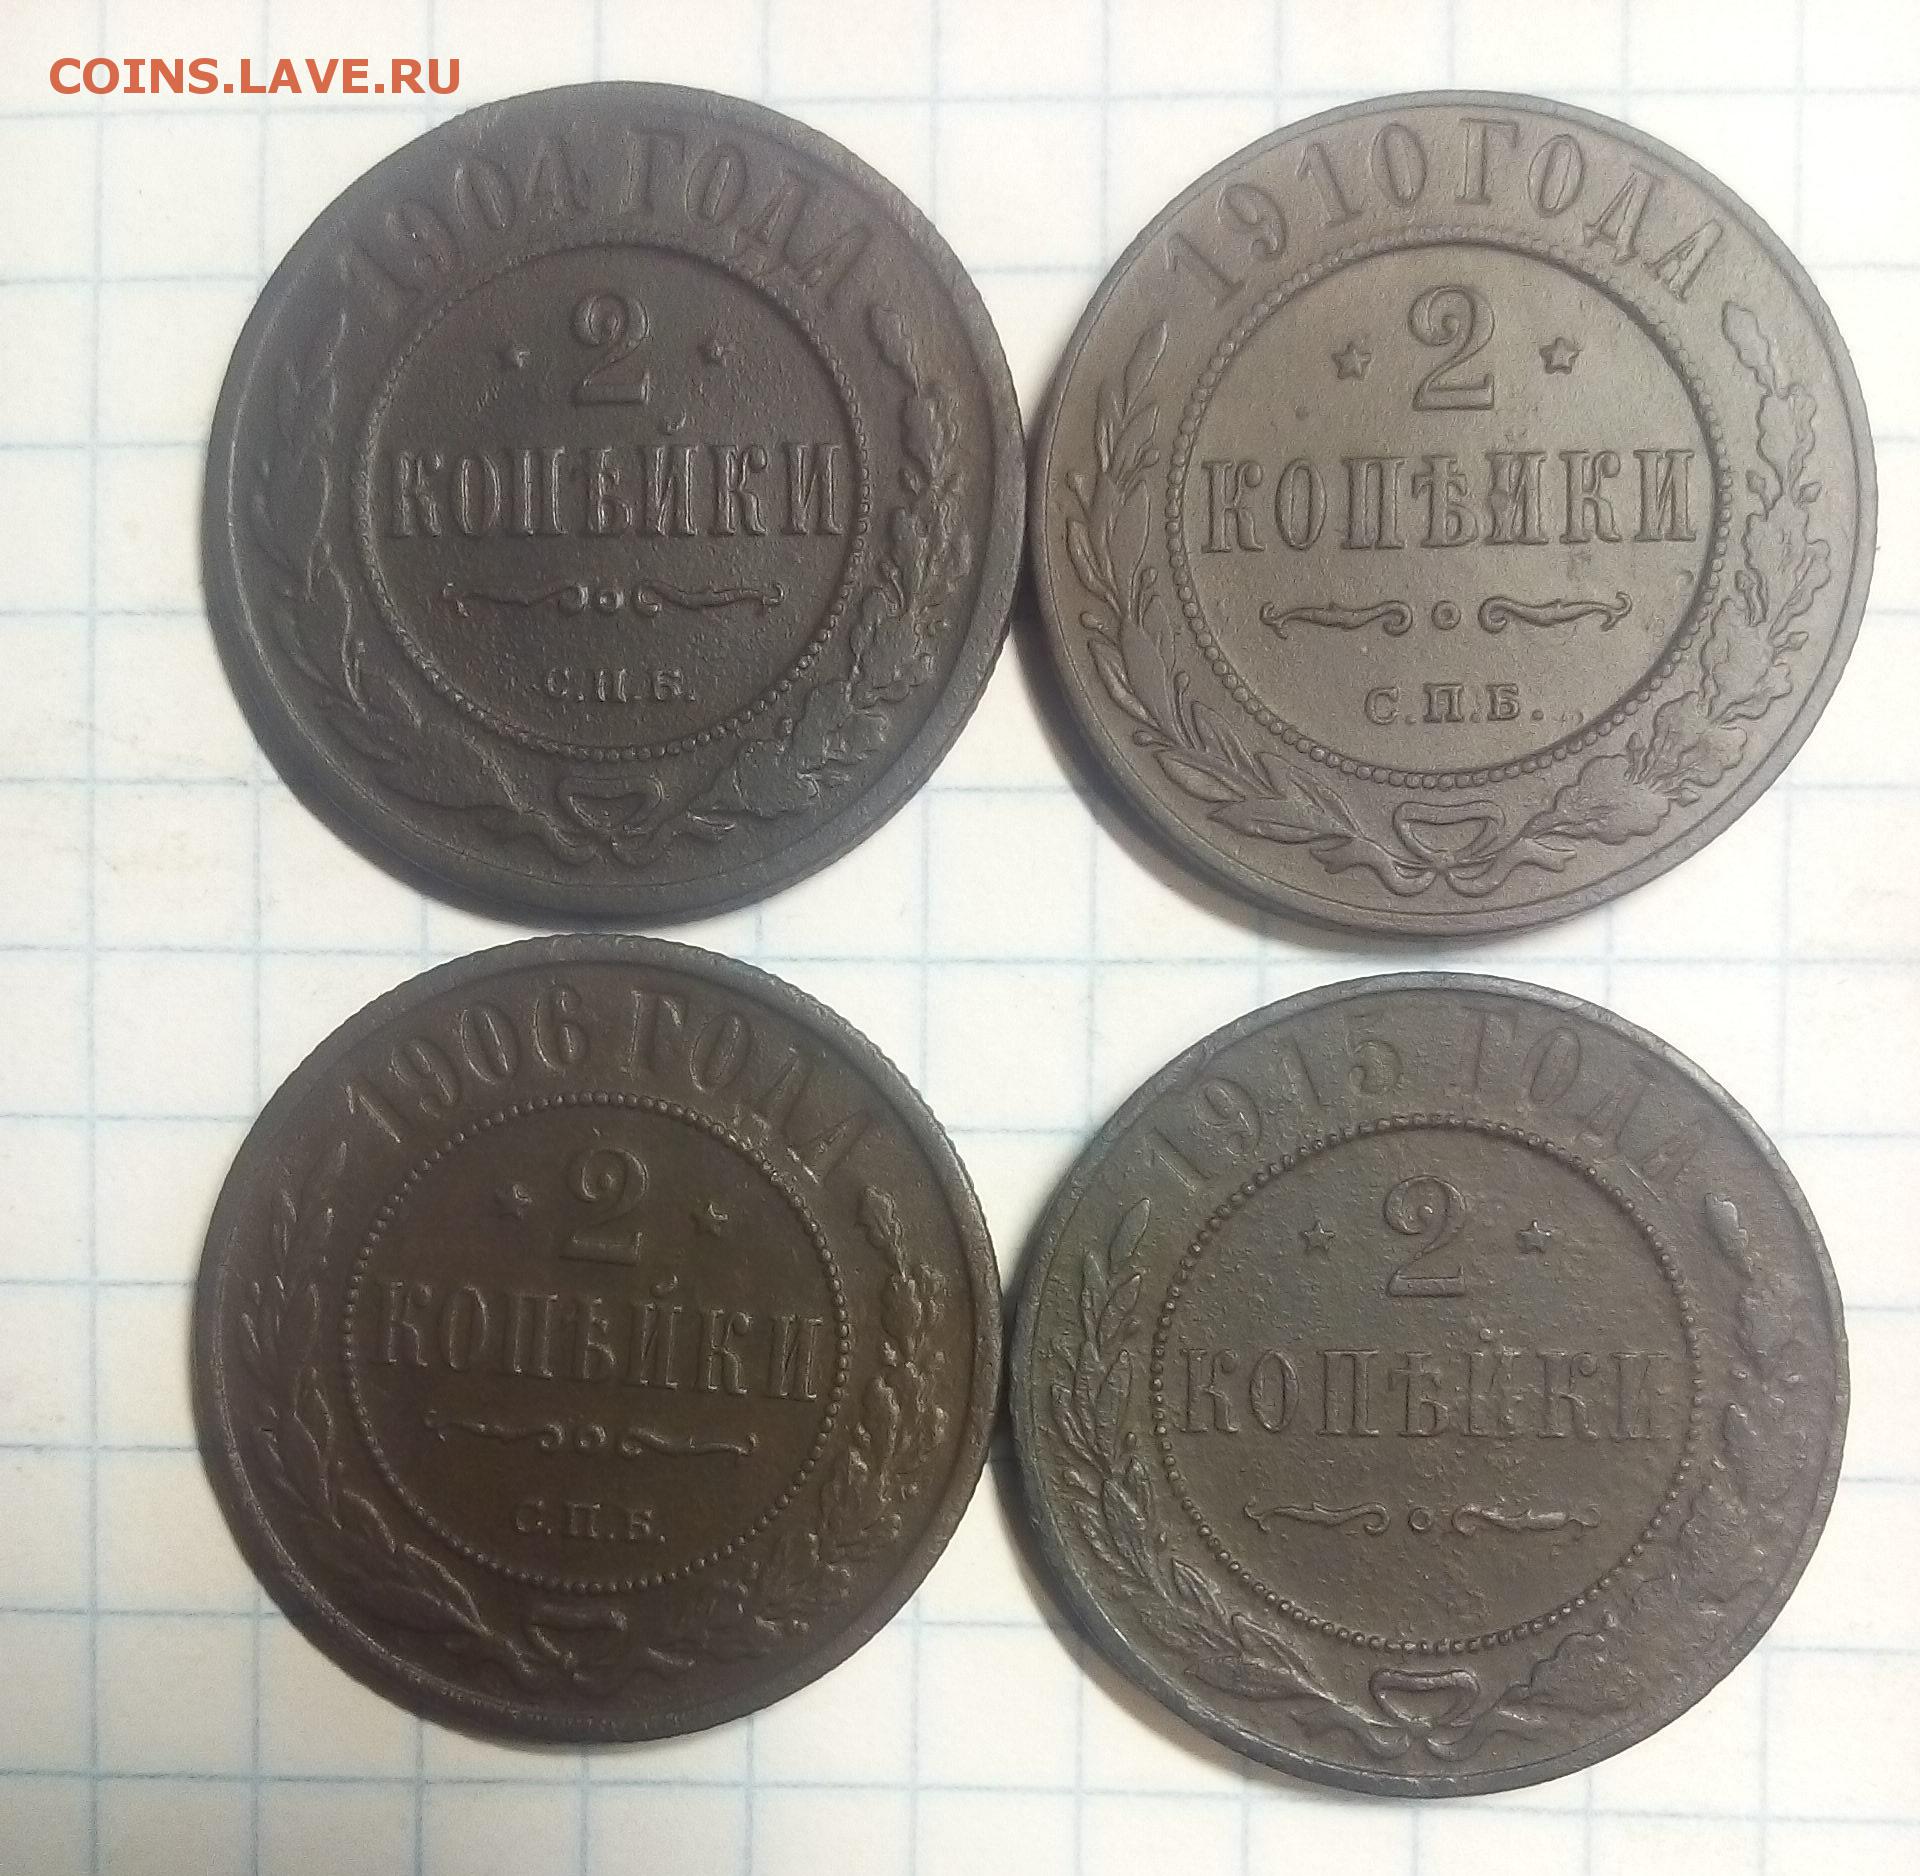 COINS.LAVE.RU
1904 ГОДА
2
КОПѢЙКИ
С.П.Б.
1910 ГОДА
2
КОПѢЙКИ
С.П.Б.
1906 ГОДА
2
КОПѢЙКИ
С.П.Б.
1915 ГОДА
2
КОПѢЙКИ